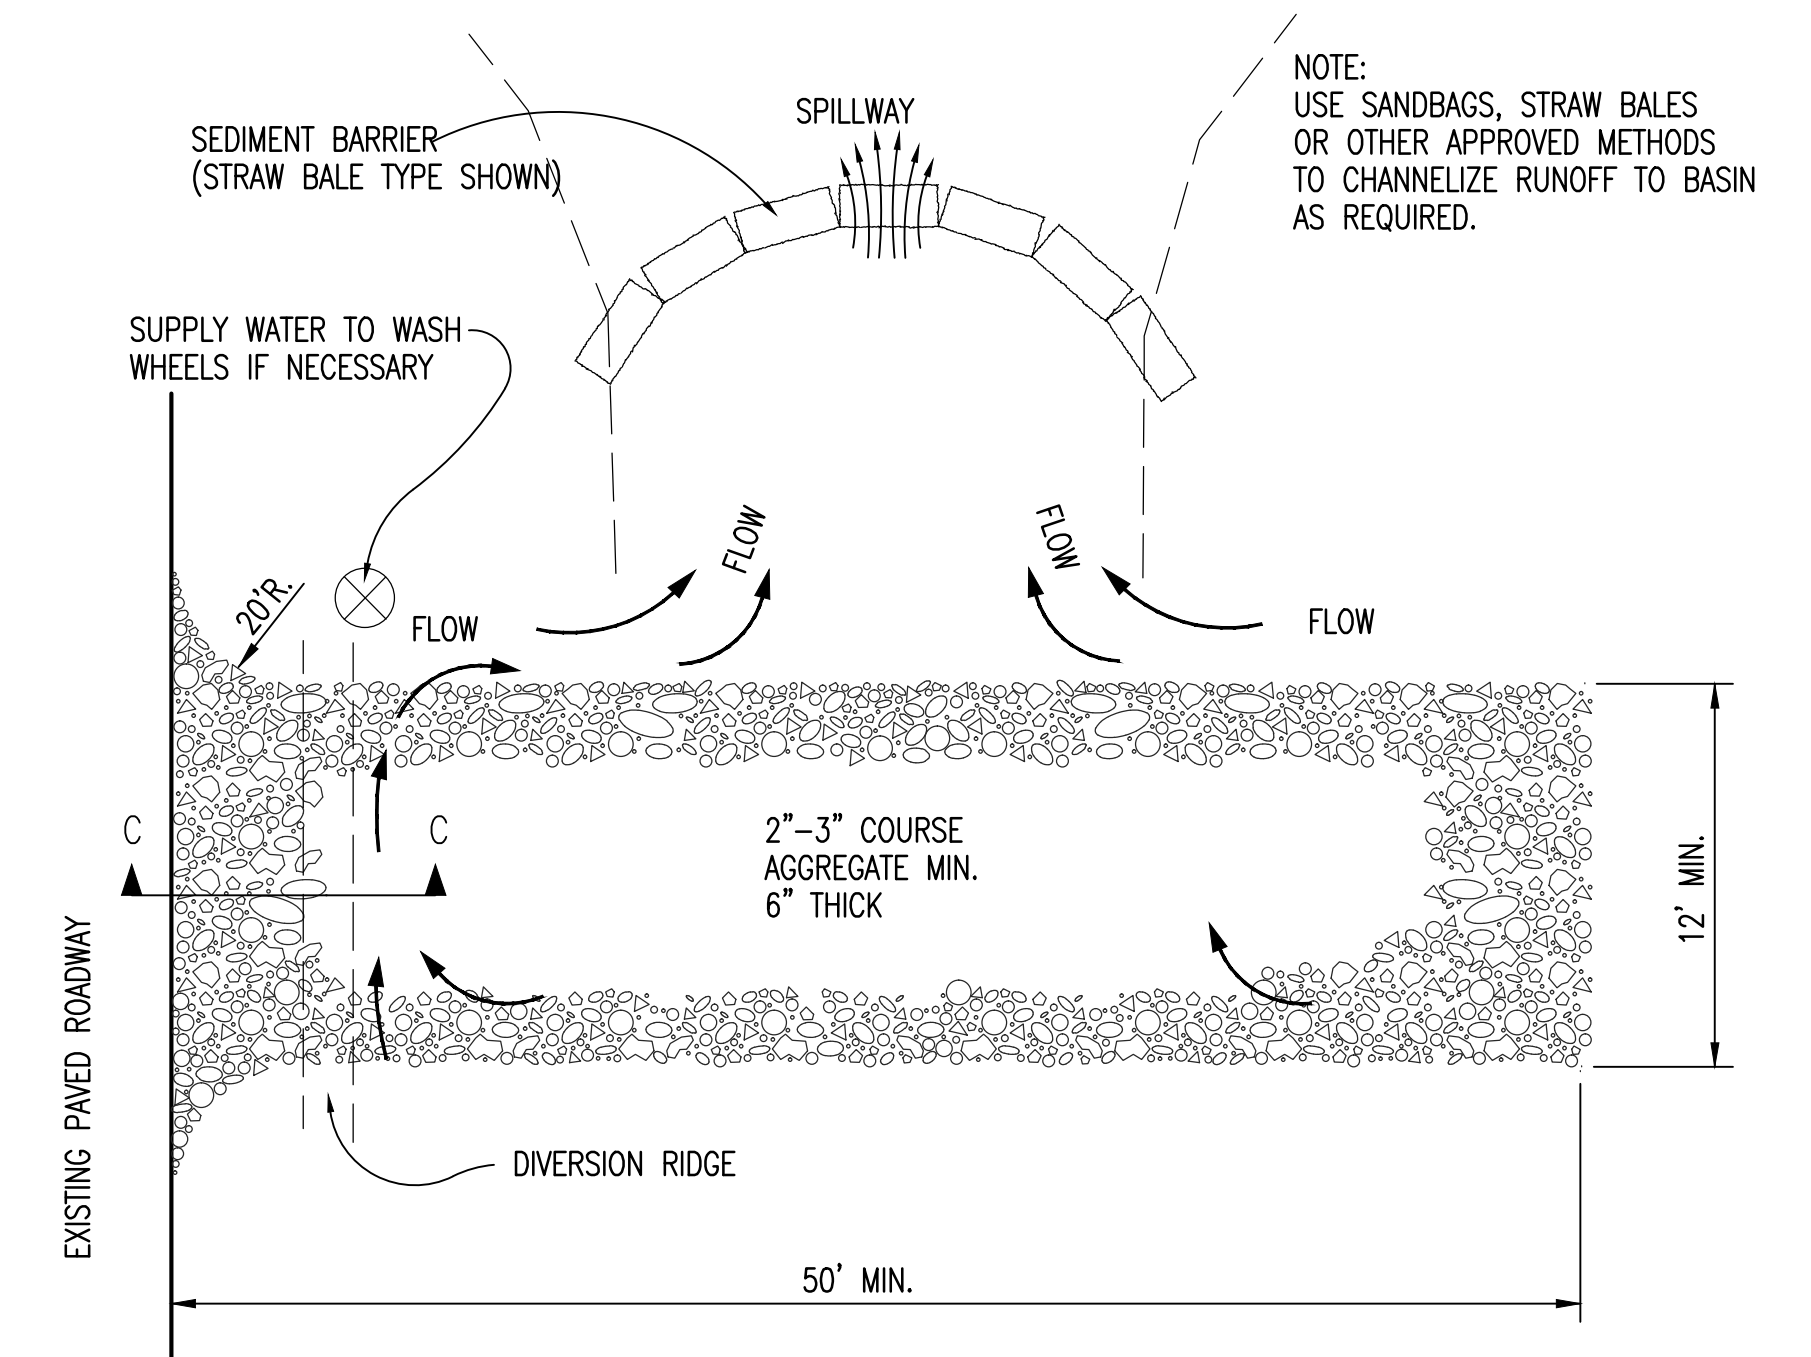 NOTE:
USE SANDBAGS, STRAW BALES
OR OTHER APPROVED METHODS
TO CHANNELIZE RUNOFF TO BASIN
AS REQUIRED.
SPILLWAY
SEDIMENT BARRIER
(STRAW BALE TYPE SHOWN)
SUPPLY WATER TO WASH
WHEELS IF NECESSARY
FLOW
FLOW
20'R.
FLOW
FLOW
C
C
2"-3" COURSE
AGGREGATE MIN.
6" THICK
12' MIN.
EXISTING PAVED ROADWAY
DIVERSION RIDGE
50' MIN.